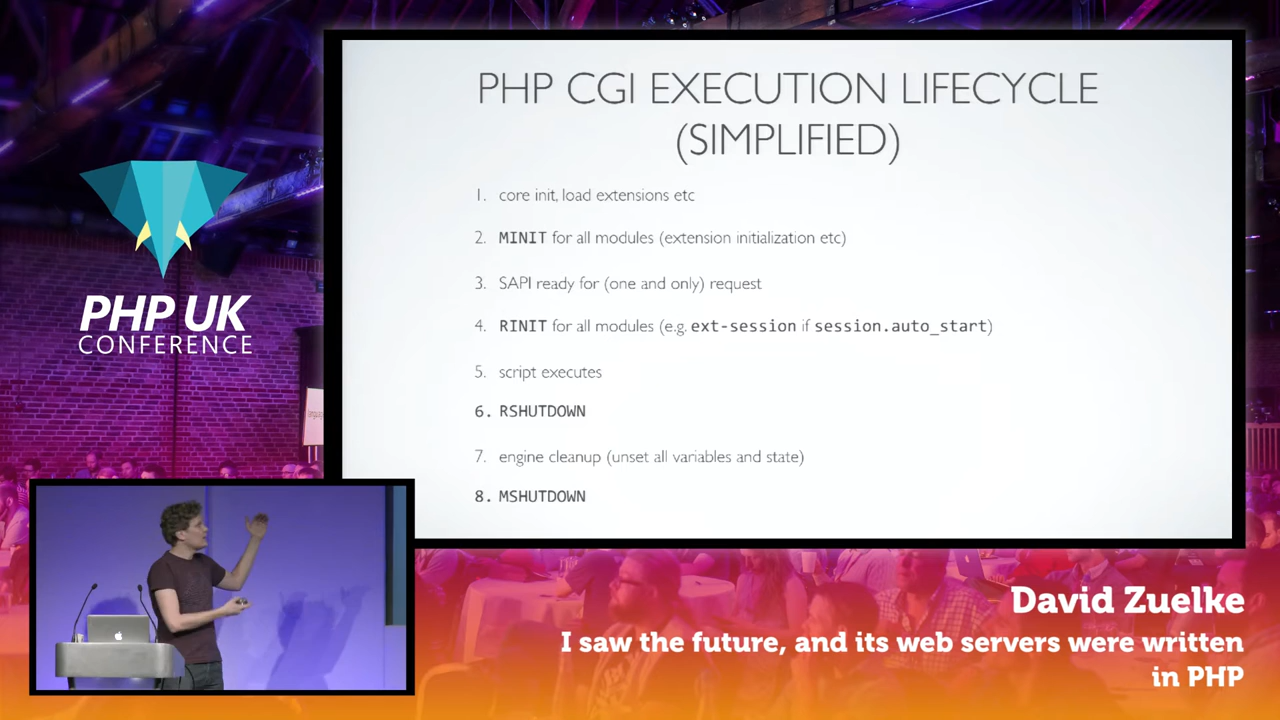 PHP CGI EXECUTION LIFECYCLE
(SIMPLIFIED)
1. core init, load extensions etc
2. MINIT for all modules (extension initialization etc)
3. SAPI ready for (one and only) request
4. RINIT for all modules (e.g. ext-session if session.auto_start)
5. script executes
6. RSHUTDOWN
7. engine cleanup (unset all variables and state)
8. MSHUTDOWN
PHP UK
CONFERENCE
David Zuelke
I saw the future, and its web servers were written
in PHP